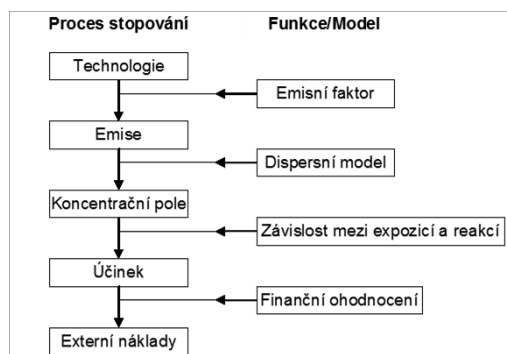 Proces stopování
Funkce/Model
Technologie
Emisní faktor
Emise
Dispersní model
Koncentrační pole
Závislost mezi expozicí a reakcí
Účinek
Finanční ohodnocení
Externí náklady